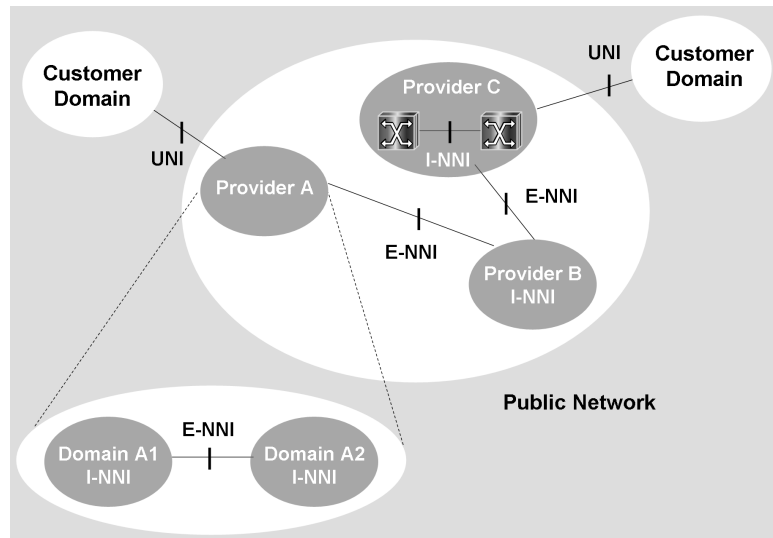 Customer
Domain
UNI
Customer
Domain
UNI
Provider C
I-NNI
Provider A
E-NNI
E-NNI
Provider B
I-NNI
Public Network
Domain A1
I-NNI
E-NNI
Domain A2
I-NNI